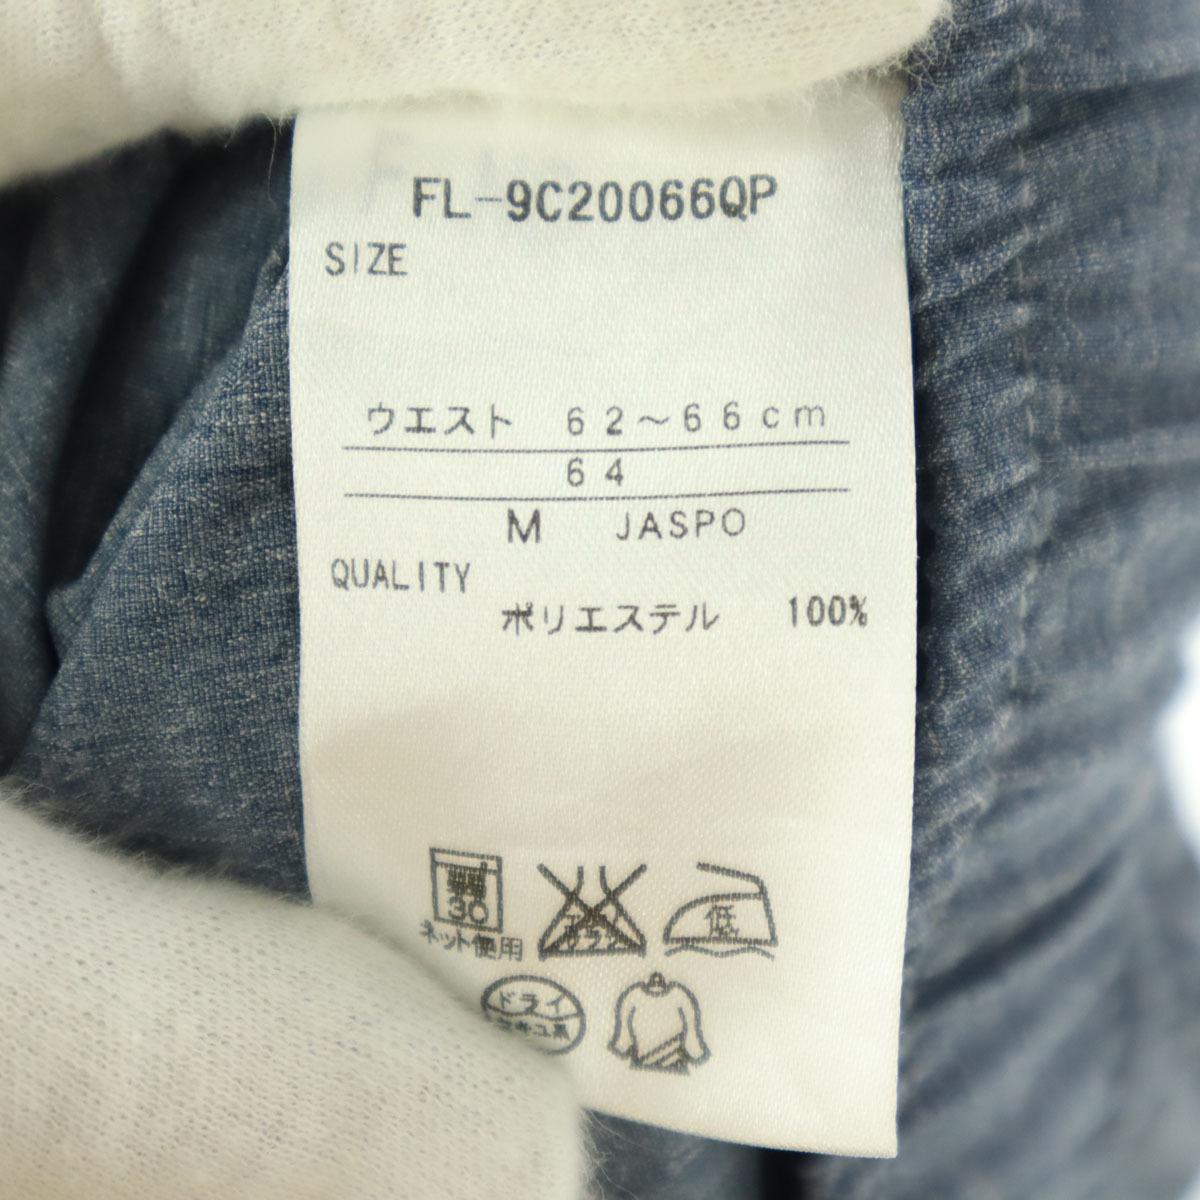 FL-9C20066QP
SIZE
ウエスト 62~66cm
64
M JASPO
QUALITY
ポリエステル 100%
弱
30
ネット使用
低
ドライ